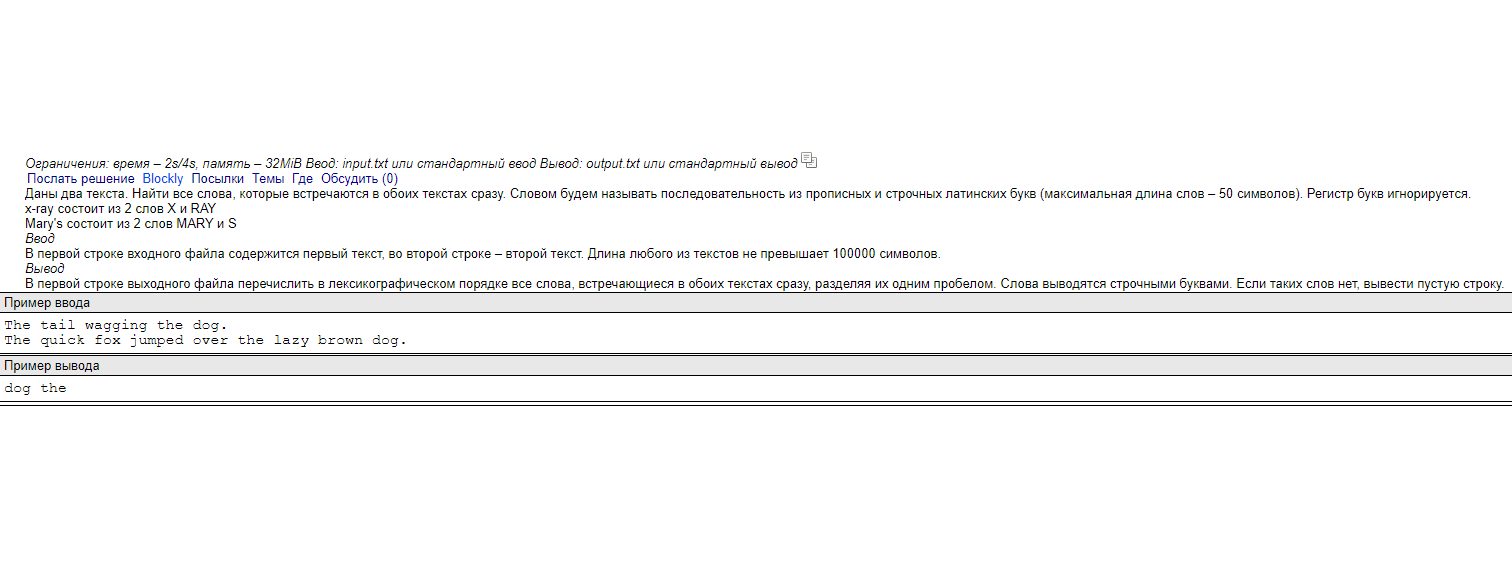 Ограничения: время – 2s/4s, память – 32MiB Ввод: input.txt или стандартный ввод Вывод: output.txt или стандартный вывод
Послать решение Blockly Посылки Темы Где Обсудить (0)
Даны два текста. Найти все слова, которые встречаются в обоих текстах сразу. Словом будем называть последовательность из прописных и строчных латинских букв (максимальная длина слов – 50 символов). Регистр букв игнорируется.
x-ray состоит из 2 слов X и RAY
Mary's состоит из 2 слов MARY и S
Ввод
В первой строке входного файла содержится первый текст, во второй строке – второй текст. Длина любого из текстов не превышает 100000 символов.
Вывод
В первой строке выходного файла перечислить в лексикографическом порядке все слова, встречающиеся в обоих текстах сразу, разделяя их одним пробелом. Слова выводятся строчными буквами. Если таких слов нет, вывести пустую строку.
Пример ввода
The tail wagging the dog.
The quick fox jumped over the lazy brown dog.
Пример вывода
dog the